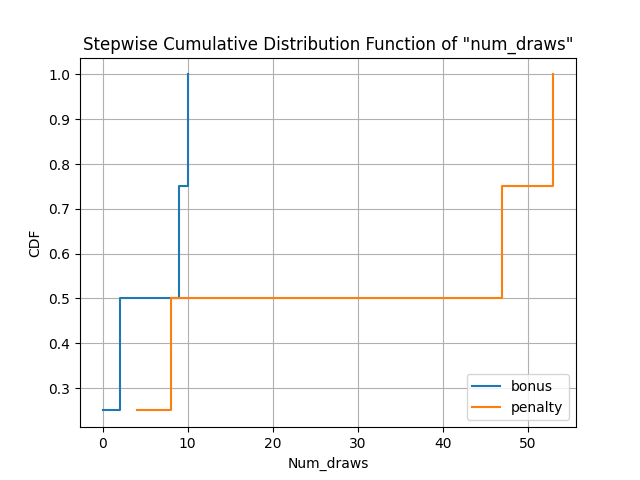 Stepwise Cumulative Distribution Function of "num_draws"
1.0
0.9
0.8
0.7
0.6
0.5
0.4
0.3
CDF
bonus
penalty
0 10 20 30 40 50
Num_draws